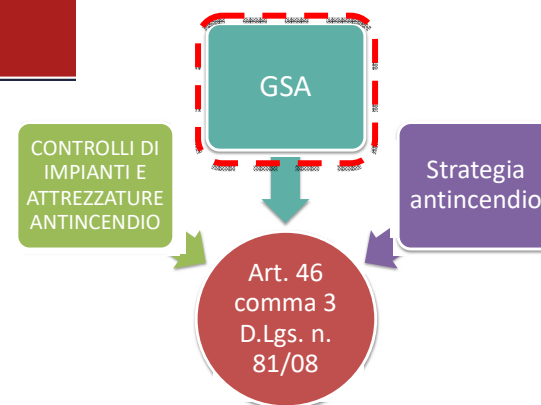 GSA
CONTROLLI DI
IMPIANTI E
ATTREZZATURE
ANTINCENDIO
Strategia
antincendio
Art. 46
comma 3
D.Lgs. n.
81/08